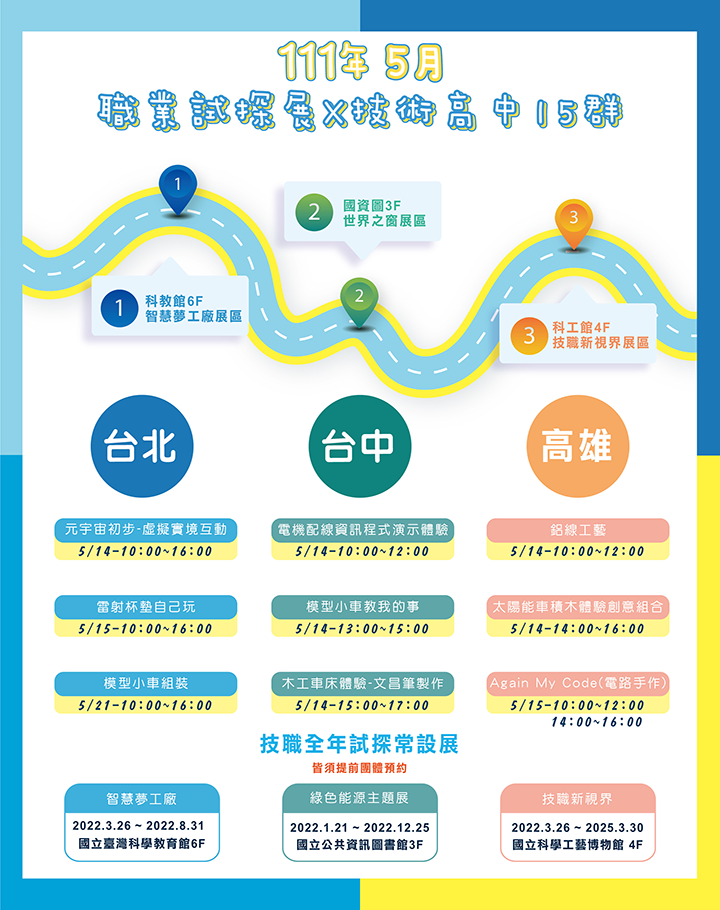 111年 5月
職業試探展X技術高中15群
1
2
國資圖3F
世界之窗展區
3
1
科教館6F
智慧夢工廠展區
2
3
科工館4F
技職新視界展區
台北
台中
高雄
元宇宙初步-虛擬實境互動
5/14-10:00~16:00
電機配線資訊程式演示體驗
5/14-10:00~12:00
鋁線工藝
5/14-10:00~12:00
雷射杯墊自己玩
5/15-10:00~16:00
模型小車教我的事
5/14-13:00~15:00
太陽能車積木體驗創意組合
5/14-14:00~16:00
模型小車組裝
5/21-10:00~16:00
木工車床體驗-文昌筆製作
5/14-15:00~17:00
Again My Code(電路手作)
5/15-10:00~12:00
14:00~16:00
技職全年試探常設展
皆須提前團體預約
智慧夢工廠
2022.3.26 ~ 2022.8.31
國立臺灣科學教育館6F
綠色能源主題展
2022.1.21 ~ 2022.12.25
國立公共資訊圖書館3F
技職新視界
2022.3.26 ~ 2025.3.30
國立科學工藝博物館 4F